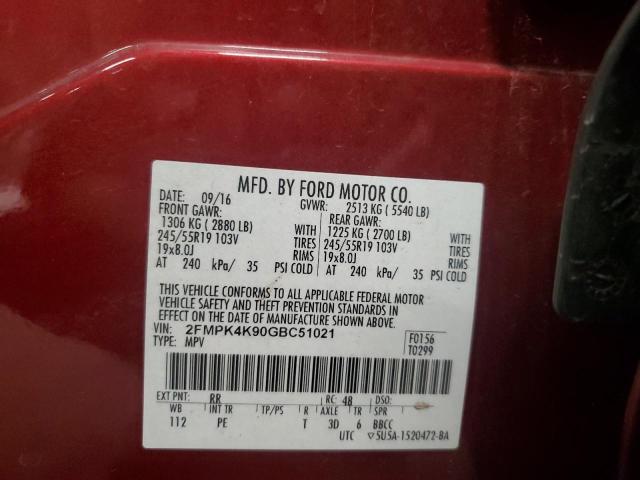 MFD. BY FORD MOTOR CO.
DATE: 09/16 GVWR: 2513 KG ( 5540 LB)
FRONT GAWR: REAR GAWR:
1306 KG ( 2880 LB) WITH 1225 KG ( 2700 LB) WITH
245/55R19 103V TIRES 245/55R19 103V TIRES
19x8.0J RIMS 19x8.0J RIMS
AT 240 kPa/ 35 PSI COLD AT 240 kPa/ 35 PSI COLD
THIS VEHICLE CONFORMS TO ALL APPLICABLE FEDERAL MOTOR
VEHICLE SAFETY AND THEFT PREVENTION STANDARDS IN
EFFECT ON THE DATE OF MANUFACTURE SHOWN ABOVE.
VIN: 2FMPK4K90GBC51021 F0156
TYPE: MPV T0299
EXT PNT: RR RC: 48 DSO:
WB INT TR TP/PS R AXLE TR SPR
112 PE T 3D 6 BBCC
UTC ▽5U5A-1520472-BA